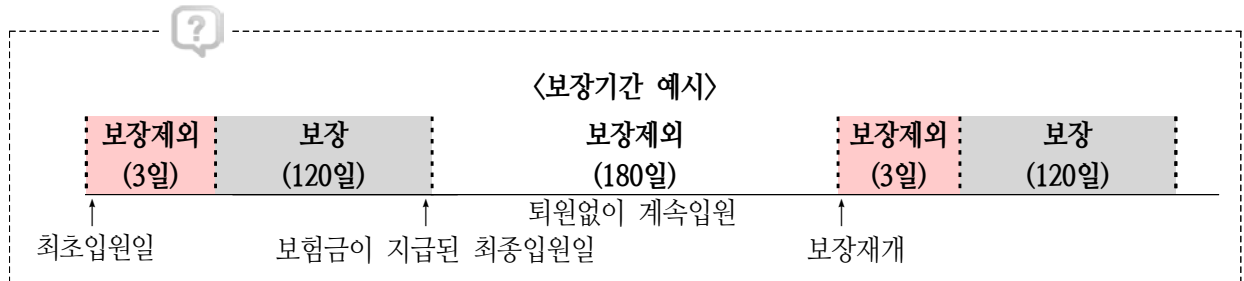 ?
<보장기간 예시>
보장제외 보장 보장제외 보장제외 보장
(3일) (120일) (180일) (3일) (120일)
퇴원없이 계속입원
최초입원일 보험금이 지급된 최종입원일 보장재개